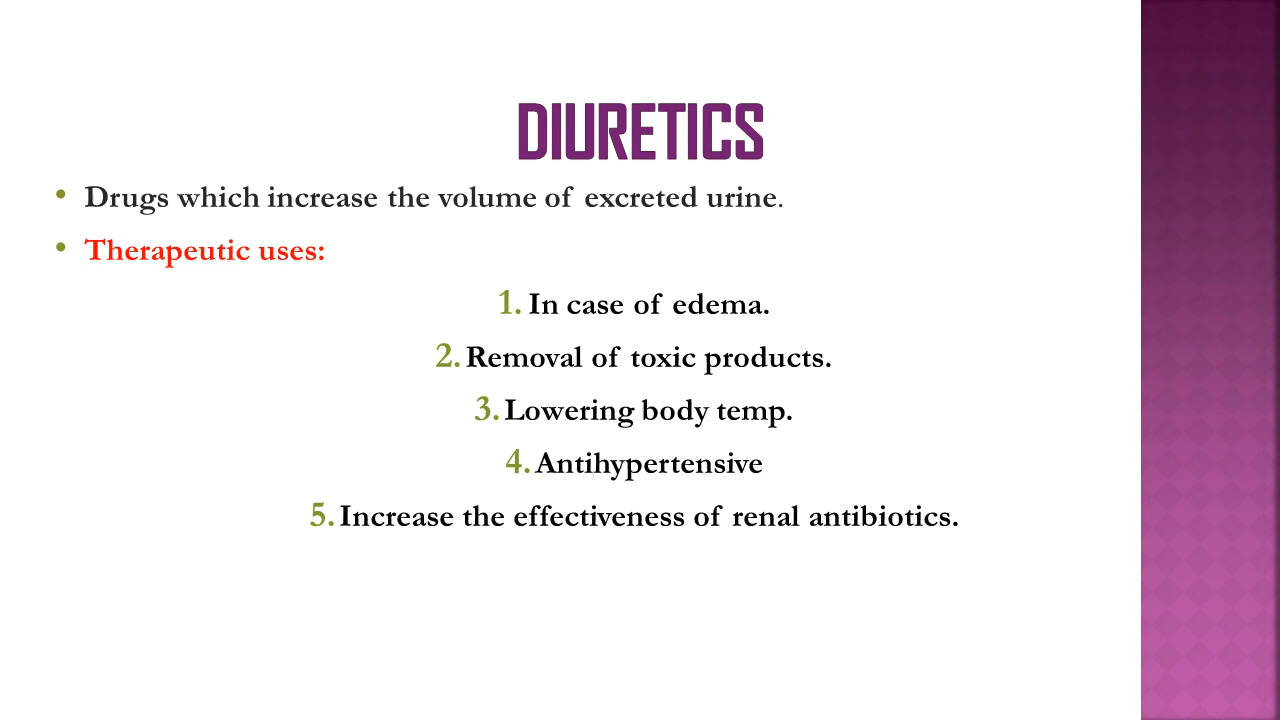 DIURETICS
• Drugs which increase the volume of excreted urine.
• Therapeutic uses:
1. In case of edema.
2. Removal of toxic products.
3. Lowering body temp.
4. Antihypertensive
5. Increase the effectiveness of renal antibiotics.